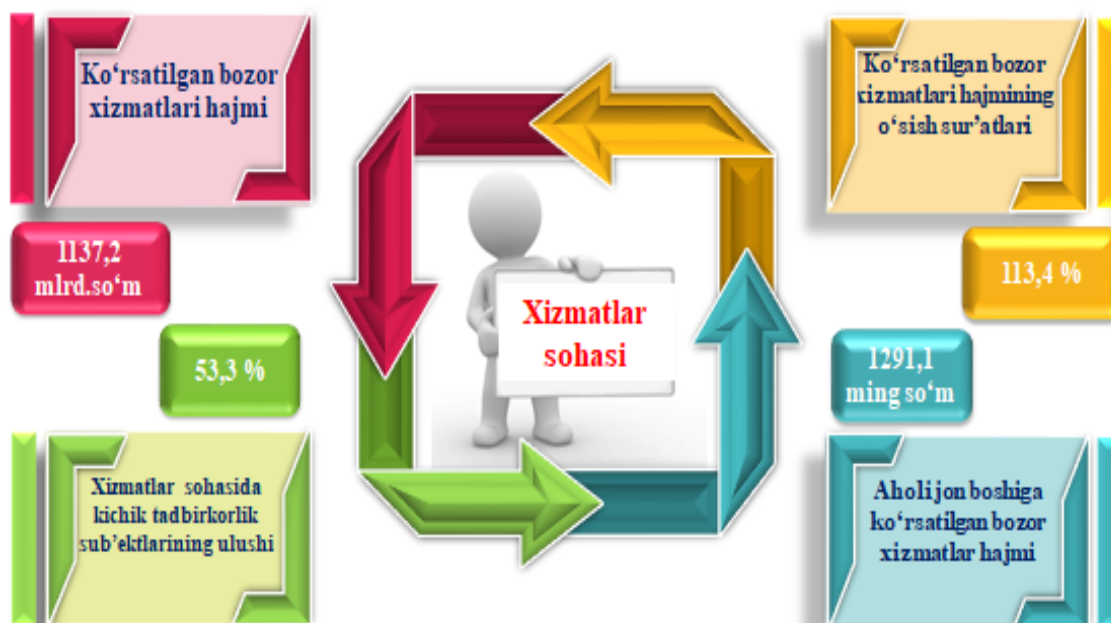 Ko‘rsatilgan bozor
xizmatlari hajmi
1137,2
mlrd.so‘m
Ko‘rsatilgan bozor
xizmatlari hajmining
o‘sish sur’atlari
113,4 %
Xizmatlar
sohasi
53,3 %
Xizmatlar sohasida
kichik tadbirkorlik
sub’ektlarining ulushi
1291,1
ming so‘m
Aholi jon boshiga
ko‘rsatilgan bozor
xizmatlar hajmi